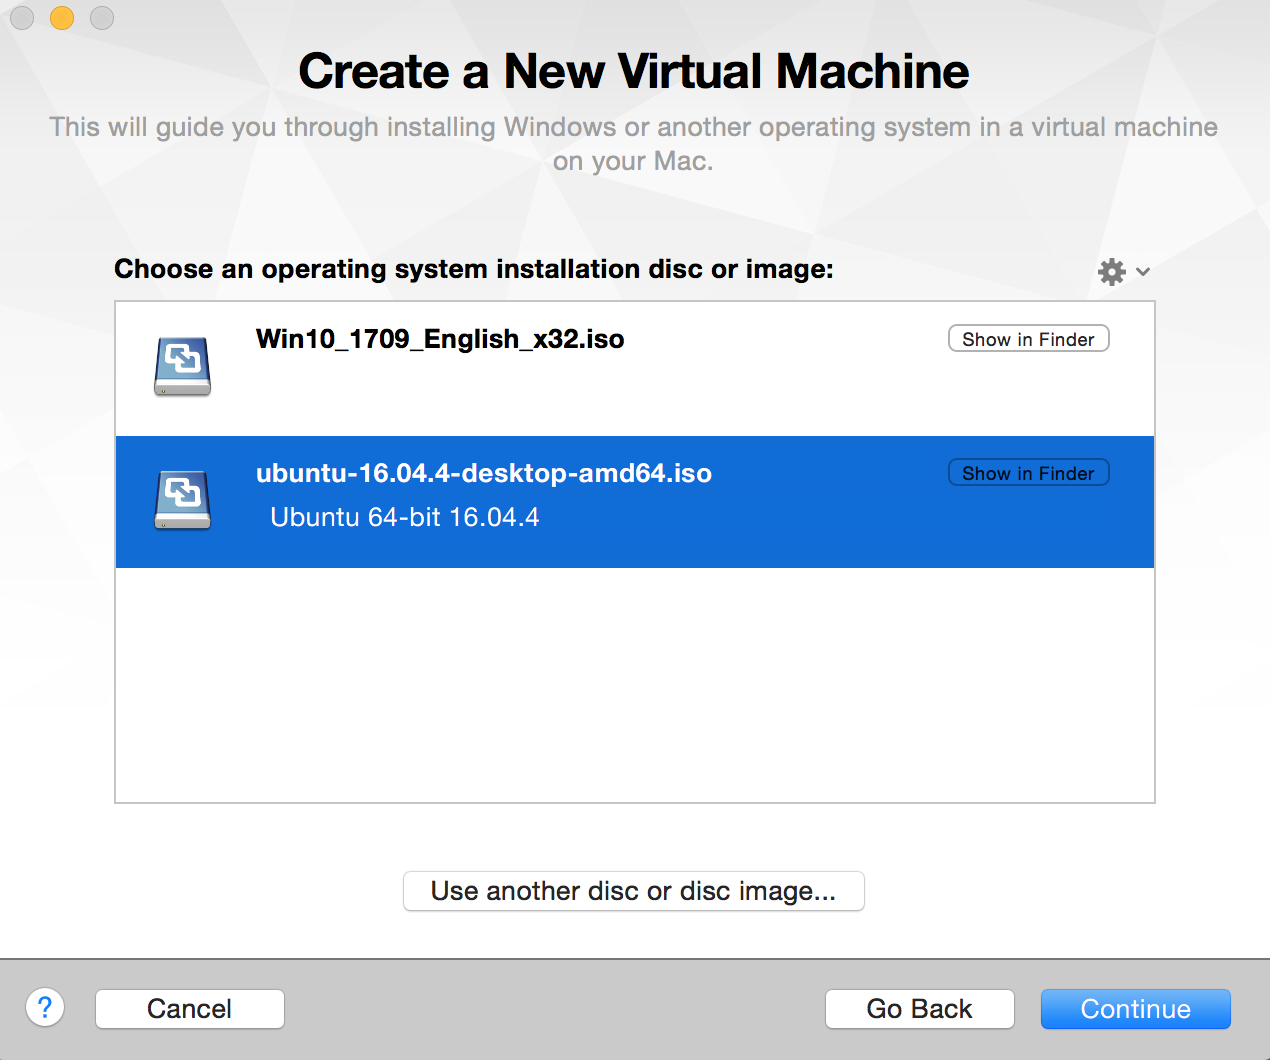 Create a New Virtual Machine
This will guide you through installing Windows or another operating system in a virtual machine
on your Mac.
Choose an operating system installation disc or image:
Win10_1709_English_x32.iso
Show in Finder
ubuntu-16.04.4-desktop-amd64.iso
Show in Finder
Ubuntu 64-bit 16.04.4
Use another disc or disc image...
?
Cancel
Go Back
Continue